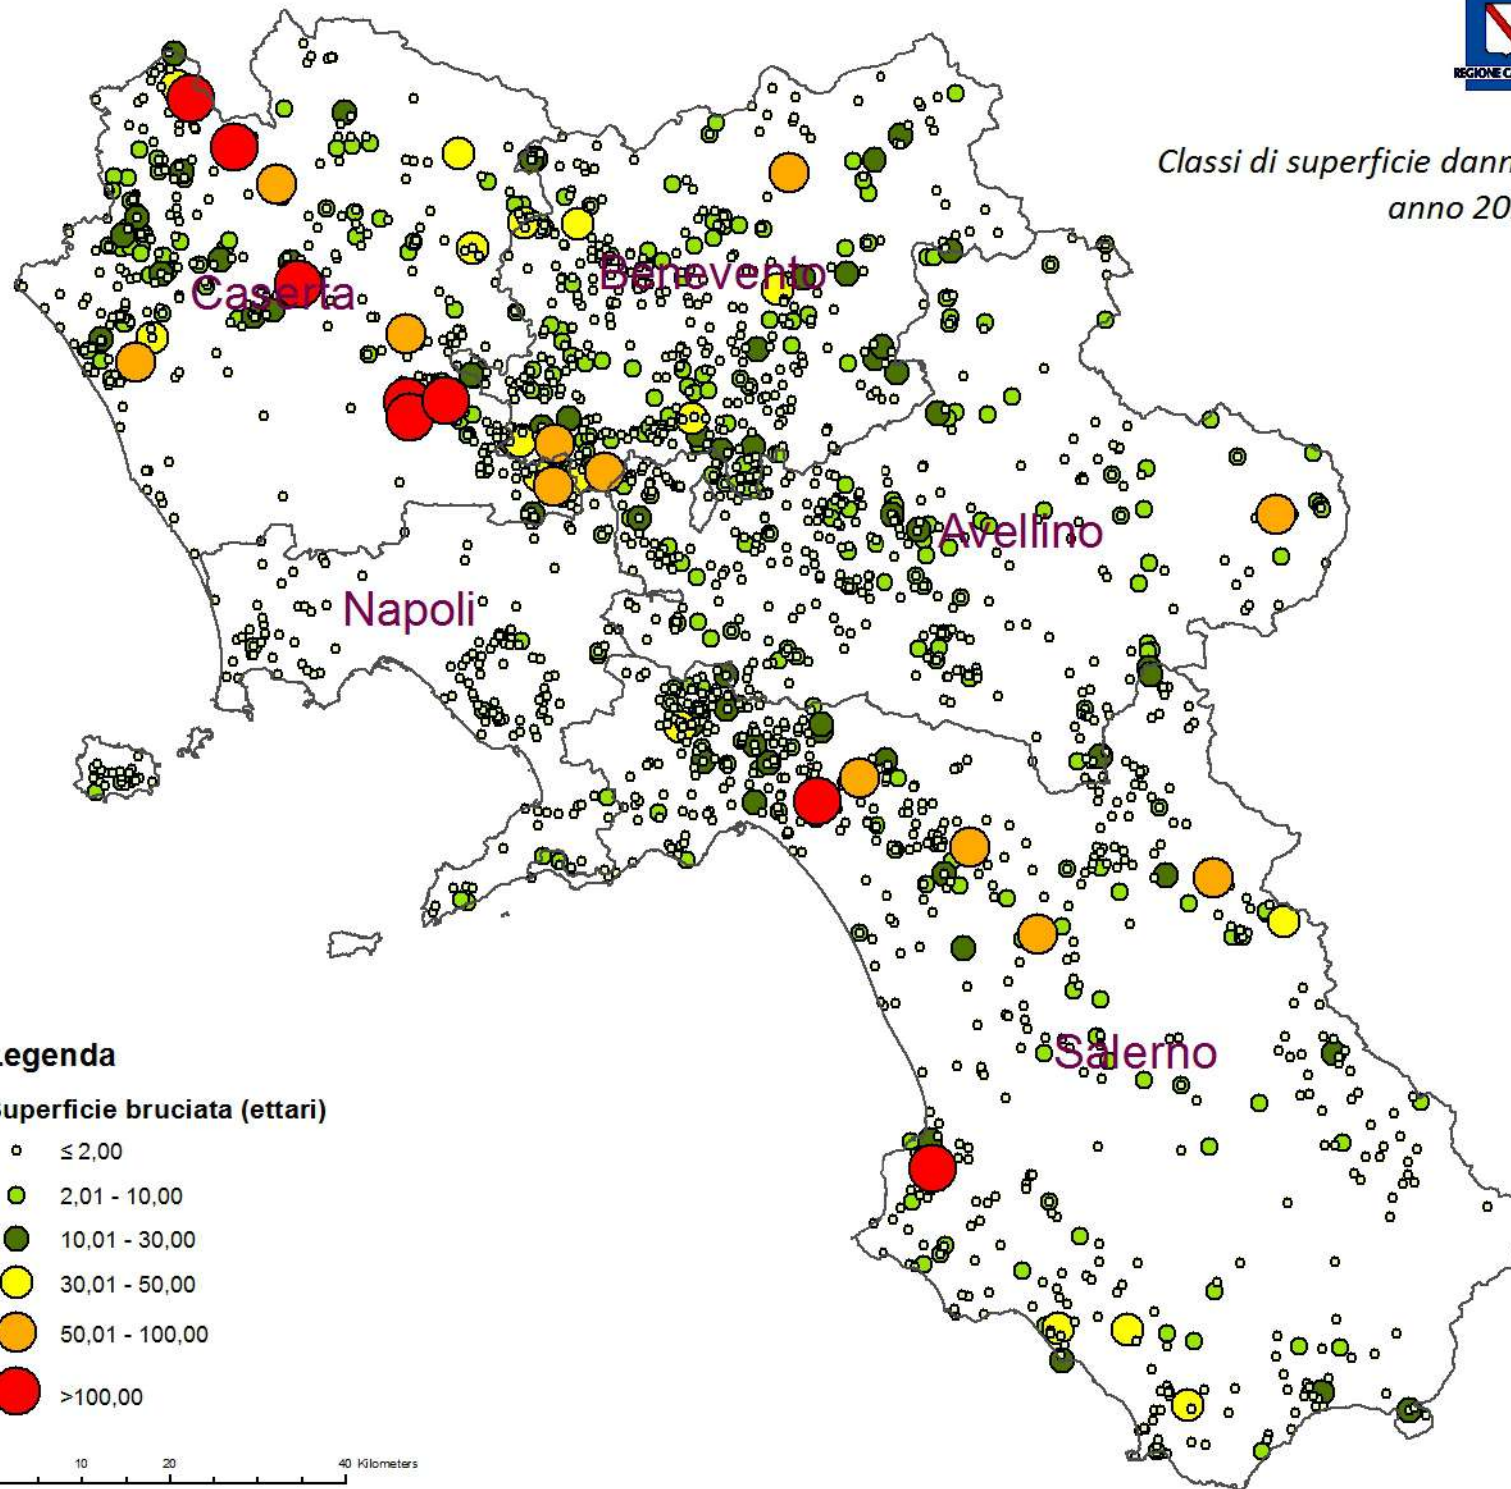 REGIONE C
Classi di superficie dann
anno 20
Caserta
Benevento
Avellino
Napoli
Salerno
Legenda
Superficie bruciata (ettari)
≤ 2,00
2,01 - 10,00
10,01 - 30,00
30,01 - 50,00
50,01 - 100,00
>100,00
10 20 40 Kilometers